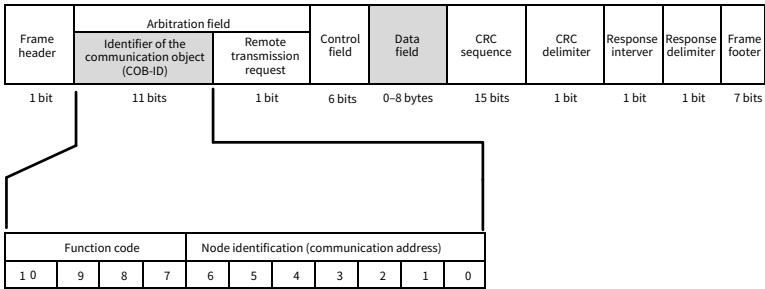 Arbitration field
Frame
header
Identifier of the
communication object
(COB-ID)
Remote
transmission
request
Control
field
Data
field
CRC
sequence
CRC
delimiter
Response
interver
Response
delimiter
Frame
footer
1 bit
11 bits
1 bit
6 bits
0–8 bytes
15 bits
1 bit
1 bit
1 bit
7 bits
Function code
Node identification (communication address)
1 0
9
8
7
6
5
4
3
2
1
0